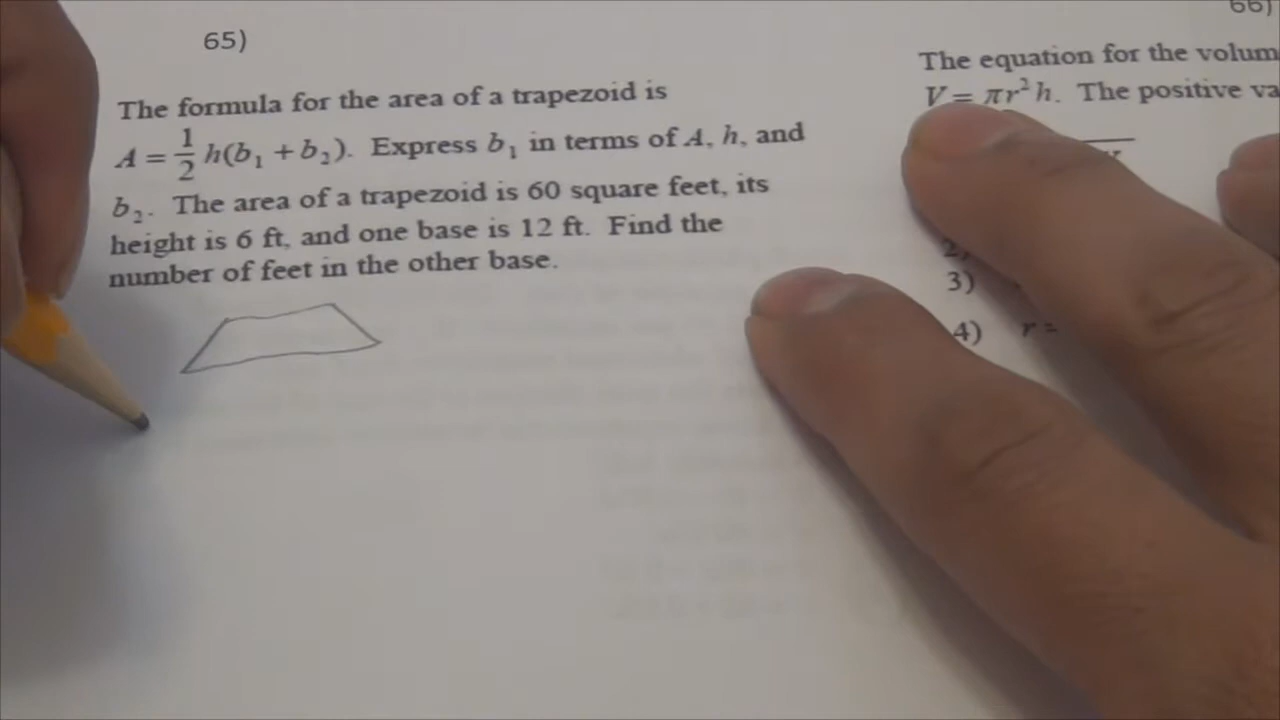 65)
The formula for the area of a trapezoid is
A = 1/2 h(b₁ + b₂). Express b₁ in terms of A, h, and
b₂. The area of a trapezoid is 60 square feet, its
height is 6 ft, and one base is 12 ft. Find the
number of feet in the other base.
66)
The equation for the
V = πr²h. The positive
3)
4) r =